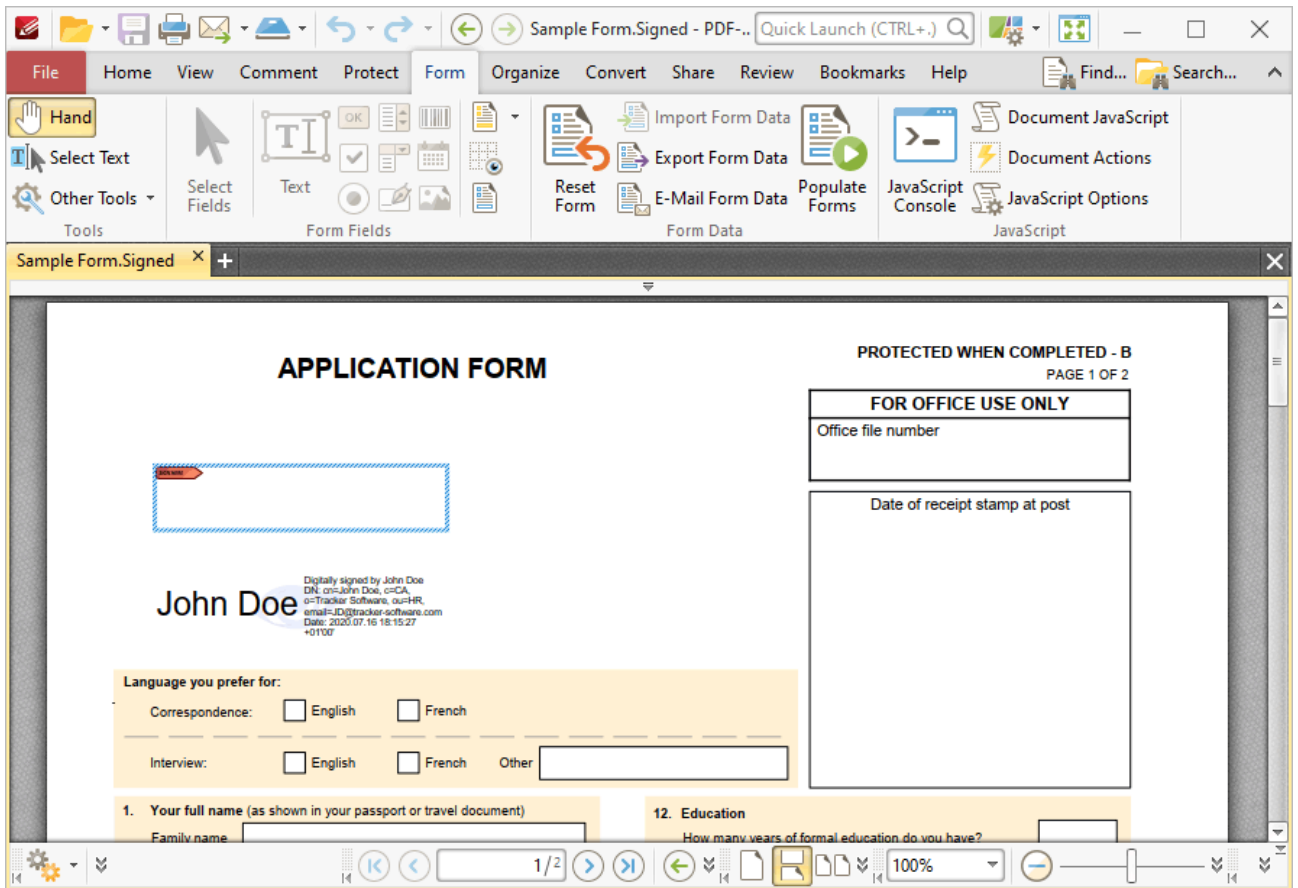 Sample Form.Signed - PDF-..
Quick Launch (CTRL+.)
File Home View Comment Protect Form Organize Convert Share Review Bookmarks Help Find... Search...
Hand
Select Text
Other Tools
Tools
Select Fields
Text
OK
Form Fields
Reset Form
Import Form Data
Export Form Data
E-Mail Form Data
Populate Forms
Form Data
JavaScript Console
Document JavaScript
Document Actions
JavaScript Options
JavaScript
Sample Form.Signed
APPLICATION FORM
PROTECTED WHEN COMPLETED - B
PAGE 1 OF 2
FOR OFFICE USE ONLY
Office file number
Date of receipt stamp at post
John Doe
Digitally signed by John Doe
DN: cn=John Doe, c=CA,
o=Tracker Software, ou=HR,
email=JD@tracker-software.com
Date: 2020.07.16 18:15:27
+01'00'
Language you prefer for:
Correspondence: English French
Interview: English French Other
1. Your full name (as shown in your passport or travel document)
Family name
12. Education
How many years of formal education do you have?
1/2
100%